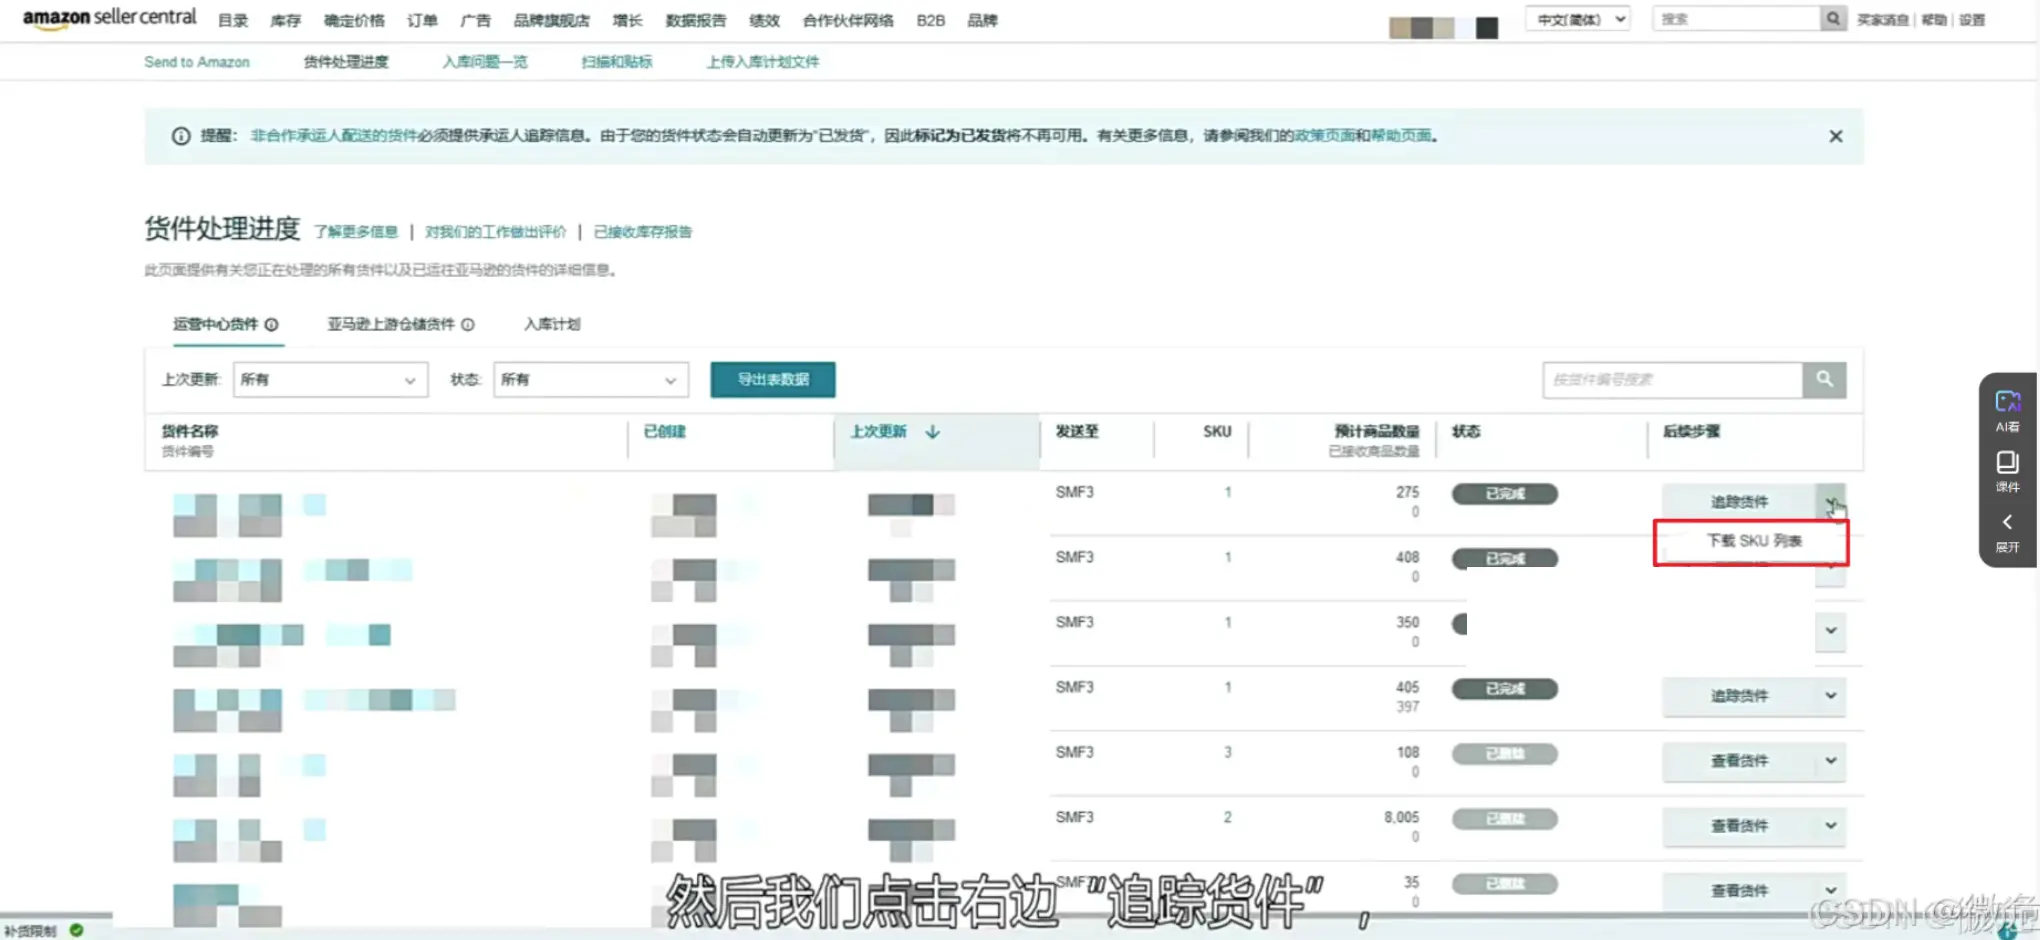 amazon seller central 目录 库存 确定价格 订单 广告 品牌旗舰店 增长 数据报告 绩效 合作伙伴网络 B2B 品牌 中文(简体) 搜索 买家消息 | 帮助 | 设置
Send to Amazon 货件处理进度 入库问题一览 扫描和贴标 上传入库计划文件
提醒: 非合作承运人配送的货件必须提供承运人追踪信息。由于您的货件状态会自动更新为“已发货”，因此标记为已发货将不再可用。有关更多信息，请参阅我们的政策页面和帮助页面。
货件处理进度 了解更多信息 | 对我们的工作做出评价 | 已接收库存报告
此页面提供有关您正在处理的所有货件以及已运往亚马逊的货件的详细信息。
运营中心货件 亚马逊上游仓储货件 入库计划
上次更新: 所有 状态: 所有 导出表数据 按货件编号搜索
货件名称 已创建 上次更新 ↓ 发送至 SKU 预计商品数量 状态 后续步骤
货件编号 已接收商品数量
SMF3 1 275 已完成 追踪货件
0
下载 SKU 列表
SMF3 1 408 已完成
0
SMF3 1 350
0
SMF3 1 405 已完成 追踪货件
397
SMF3 3 108 已删除 查看货件
0
SMF3 2 8,005 已删除 查看货件
0
SMF3 35 已删除 查看货件
0
然后我们点击右边“追踪货件”，
补货限制
AI看
课件
展开